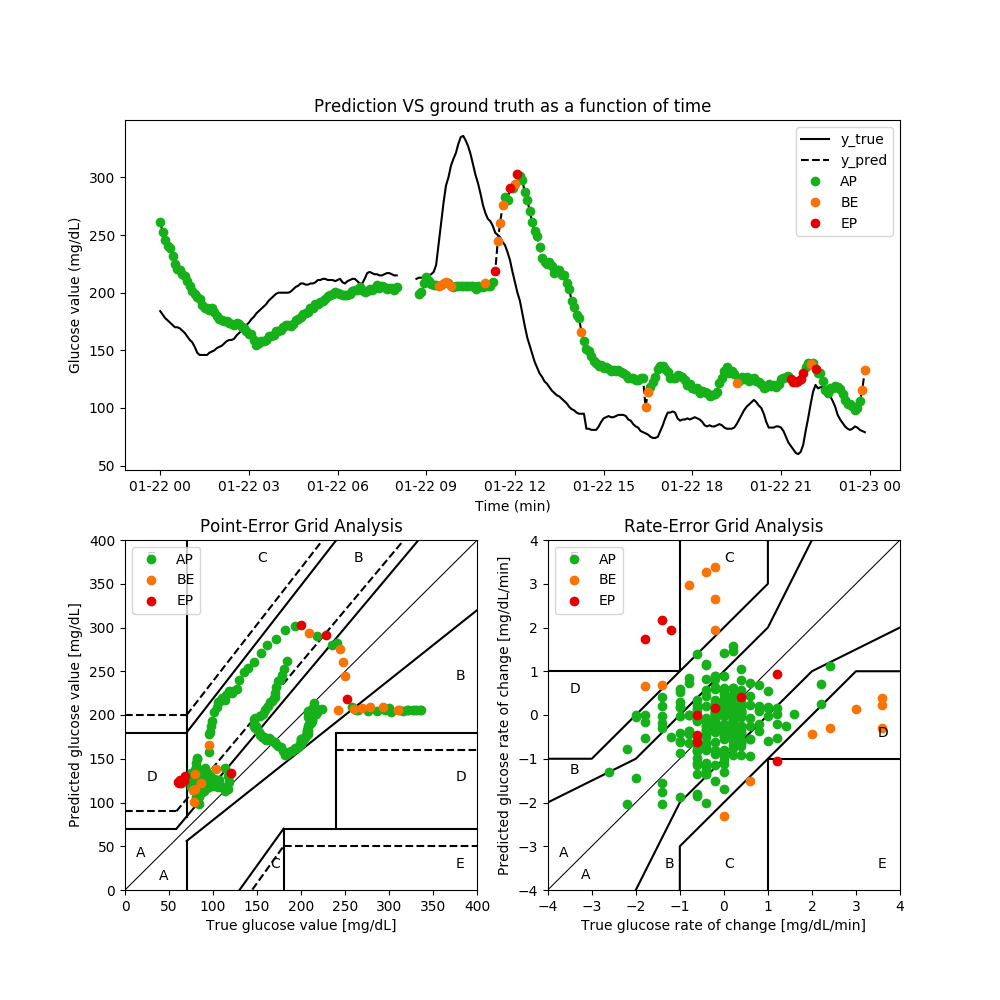 Prediction VS ground truth as a function of time
Glucose value (mg/dL)
300
250
200
150
100
50
y_true
y_pred
AP
BE
EP
01-22 00 01-22 03 01-22 06 01-22 09 01-22 12 01-22 15 01-22 18 01-22 21 01-23 00
Time (min)
Point-Error Grid Analysis
Predicted glucose value [mg/dL]
400
350
300
250
200
150
100
50
0
AP
BE
EP
C
B
B
D
D
A
A
C
E
0 50 100 150 200 250 300 350 400
True glucose value [mg/dL]
Rate-Error Grid Analysis
Predicted glucose rate of change [mg/dL/min]
4
3
2
1
0
−1
−2
−3
−4
AP
BE
EP
C
D
D
B
A
A
B
C
E
−4 −3 −2 −1 0 1 2 3 4
True glucose rate of change [mg/dL/min]